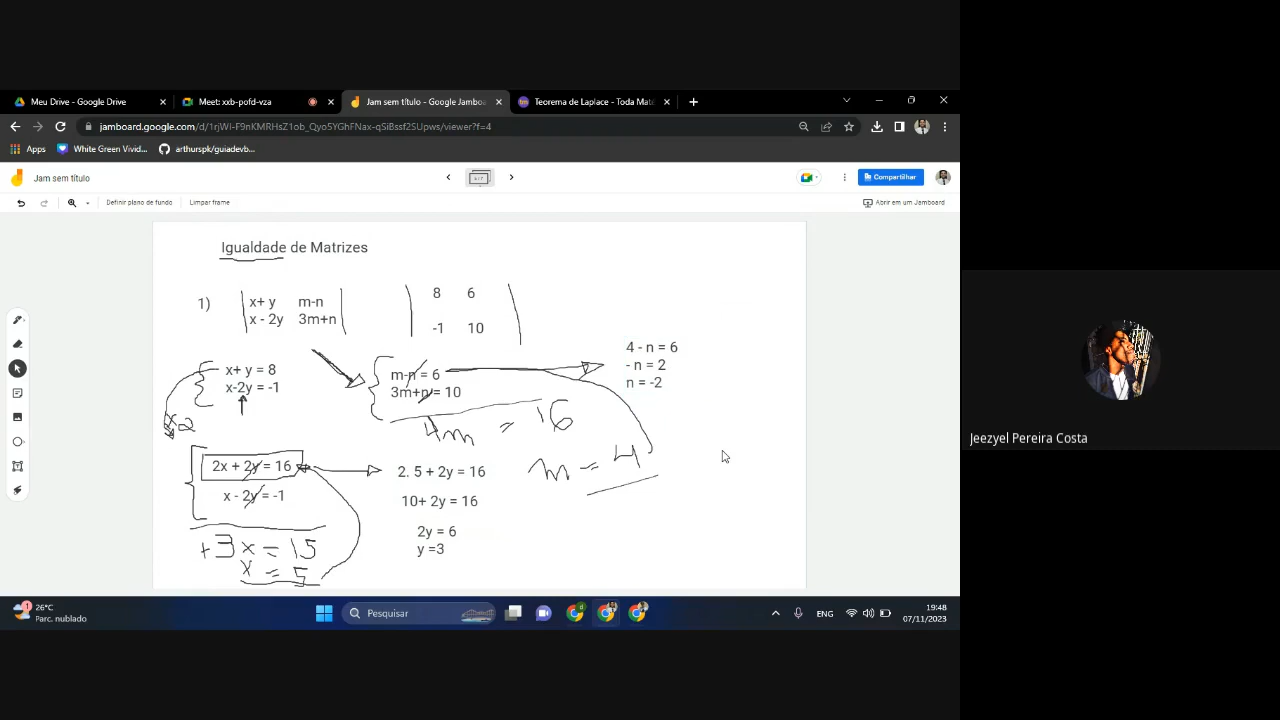 Meu Drive - Google Drive
Meet: xxb-pofd-vza
Jam sem título - Google Jamboa
Teorema de Laplace - Toda Maté
jamboard.google.com/d/1rjWI-F9nKMRHsZ1ob_Qyo5YGhFNax-qSiBssf2SUpws/viewer?f=4
Apps
White Green Vivid...
arthurspk/guiadevb...
Jam sem título
Compartilhar
Definir plano de fundo
Limpar frame
Abrir em um Jamboard
Igualdade de Matrizes
1)
x+ y m-n
x - 2y 3m+n
8 6
-1 10
x+ y = 8
x-2y = -1
m-n = 6
3m+n = 10
4 - n = 6
- n = 2
n = -2
4m = 16
m = 4
x2
2x + 2y = 16
x - 2y = -1
+3x = 15
x = 5
2. 5 + 2y = 16
10+ 2y = 16
2y = 6
y =3
Jeezyel Pereira Costa
1
26°C
Parc. nublado
Pesquisar
ENG
19:48
07/11/2023